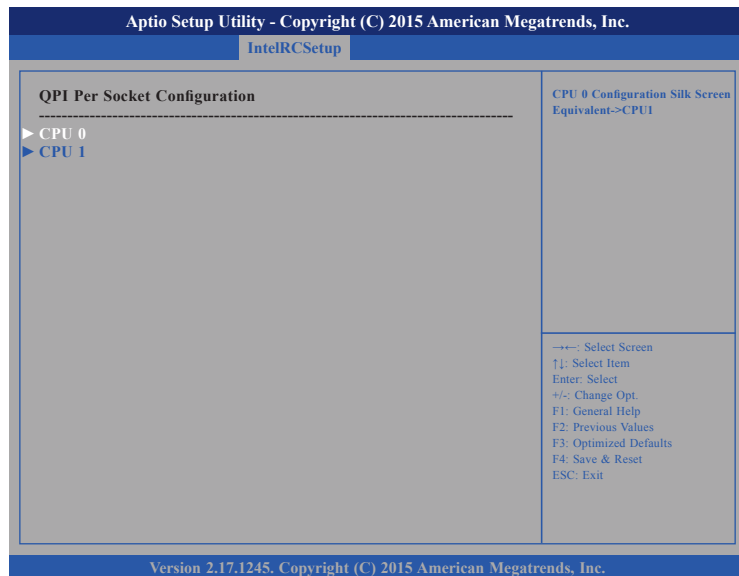 Aptio Setup Utility - Copyright (C) 2015 American Megatrends, Inc.
IntelRCSetup
QPI Per Socket Configuration
--------------------------------------------------------------------------------
► CPU 0
► CPU 1
CPU 0 Configuration Silk Screen
Equivalent->CPU1
→←: Select Screen
↑↓: Select Item
Enter: Select
+/-: Change Opt.
F1: General Help
F2: Previous Values
F3: Optimized Defaults
F4: Save & Reset
ESC: Exit
Version 2.17.1245. Copyright (C) 2015 American Megatrends, Inc.